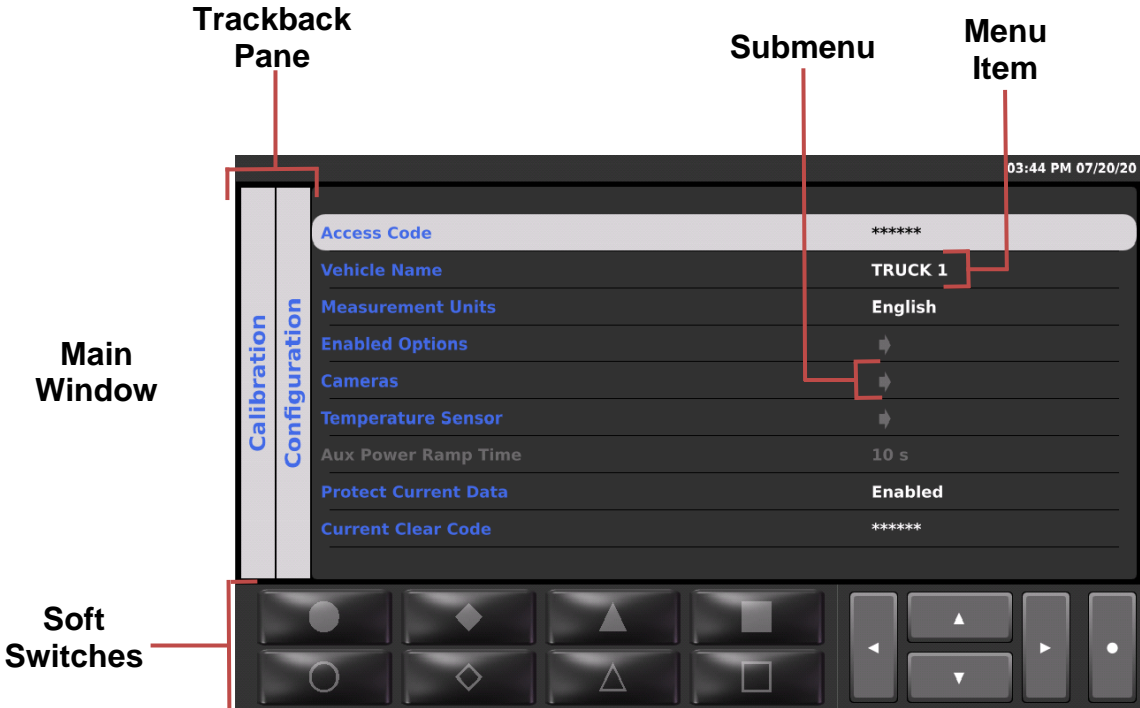 Trackback
Pane
Submenu
Menu
Item
03:44 PM 07/20/20
Main
Window
Calibration
Configuration
Access Code ******
Vehicle Name TRUCK 1
Measurement Units English
Enabled Options
Cameras
Temperature Sensor
Aux Power Ramp Time 10 s
Protect Current Data Enabled
Current Clear Code ******
Soft
Switches